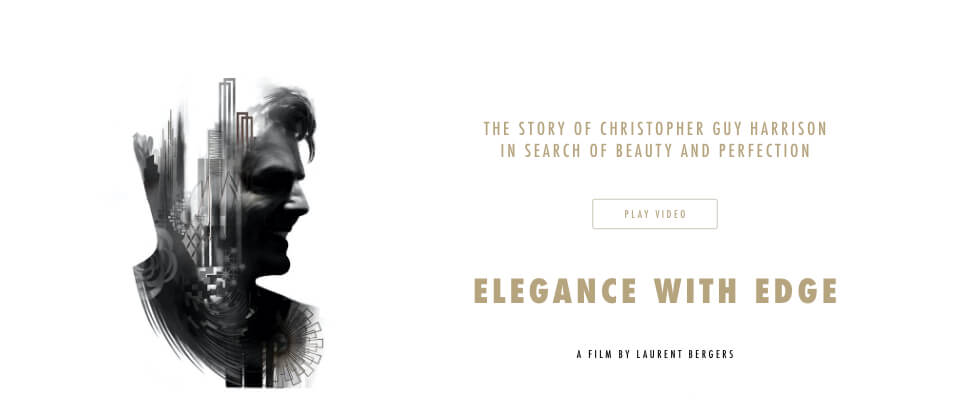 THE STORY OF CHRISTOPHER GUY HARRISON
IN SEARCH OF BEAUTY AND PERFECTION
PLAY VIDEO
ELEGANCE WITH EDGE
A FILM BY LAURENT BERGERS